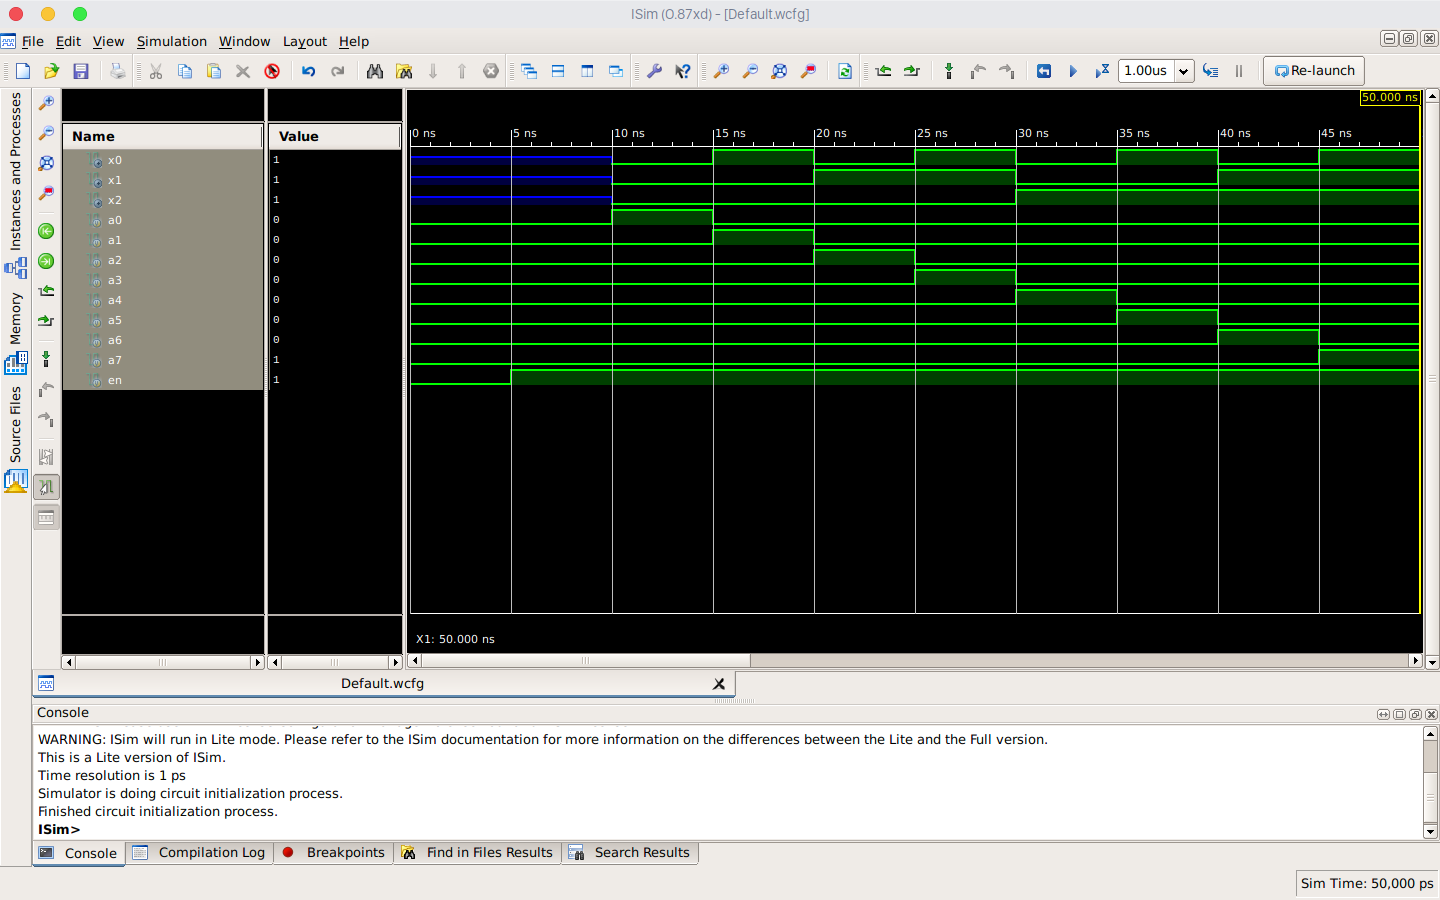 ISim (O.87xd) - [Default.wcfg]
File Edit View Simulation Window Layout Help
1.00us Re-launch
Instances and Processes
Memory
Source Files
Name Value
50.000 ns
0 ns 5 ns 10 ns 15 ns 20 ns 25 ns 30 ns 35 ns 40 ns 45 ns
x0 1
x1 1
x2 1
a0 0
a1 0
a2 0
a3 0
a4 0
a5 0
a6 0
a7 1
en 1
X1: 50.000 ns
Default.wcfg
Console
WARNING: ISim will run in Lite mode. Please refer to the ISim documentation for more information on the differences between the Lite and the Full version.
This is a Lite version of ISim.
Time resolution is 1 ps
Simulator is doing circuit initialization process.
Finished circuit initialization process.
ISim>
Console Compilation Log Breakpoints Find in Files Results Search Results
Sim Time: 50,000 ps